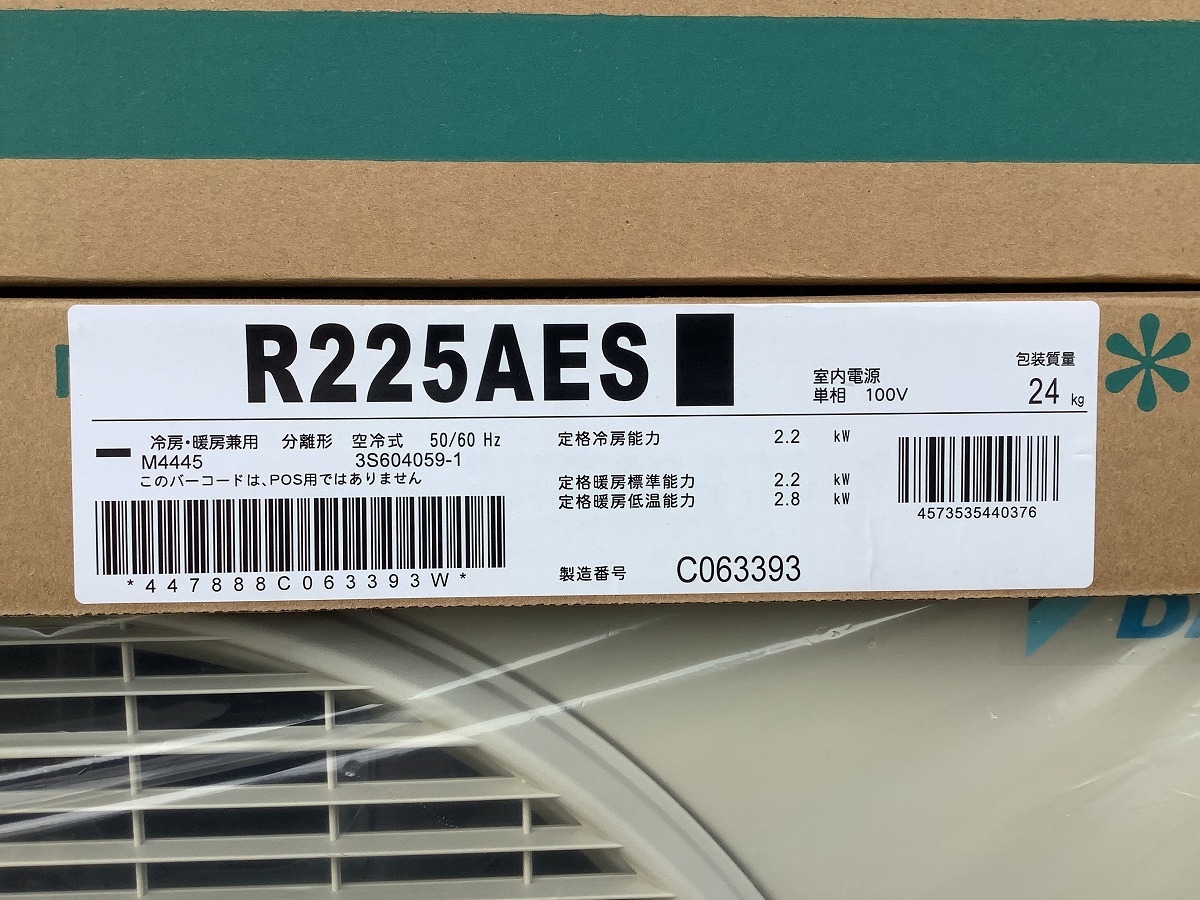 R225AES
室内電源
単相 100V
包装質量
24 kg
冷房・暖房兼用 分離形 空冷式 50/60 Hz
M4445 3S604059-1
このバーコードは、POS用ではありません
*447888C063393W*
定格冷房能力 2.2 kW
定格暖房標準能力 2.2 kW
定格暖房低温能力 2.8 kW
製造番号 C063393
4573535440376